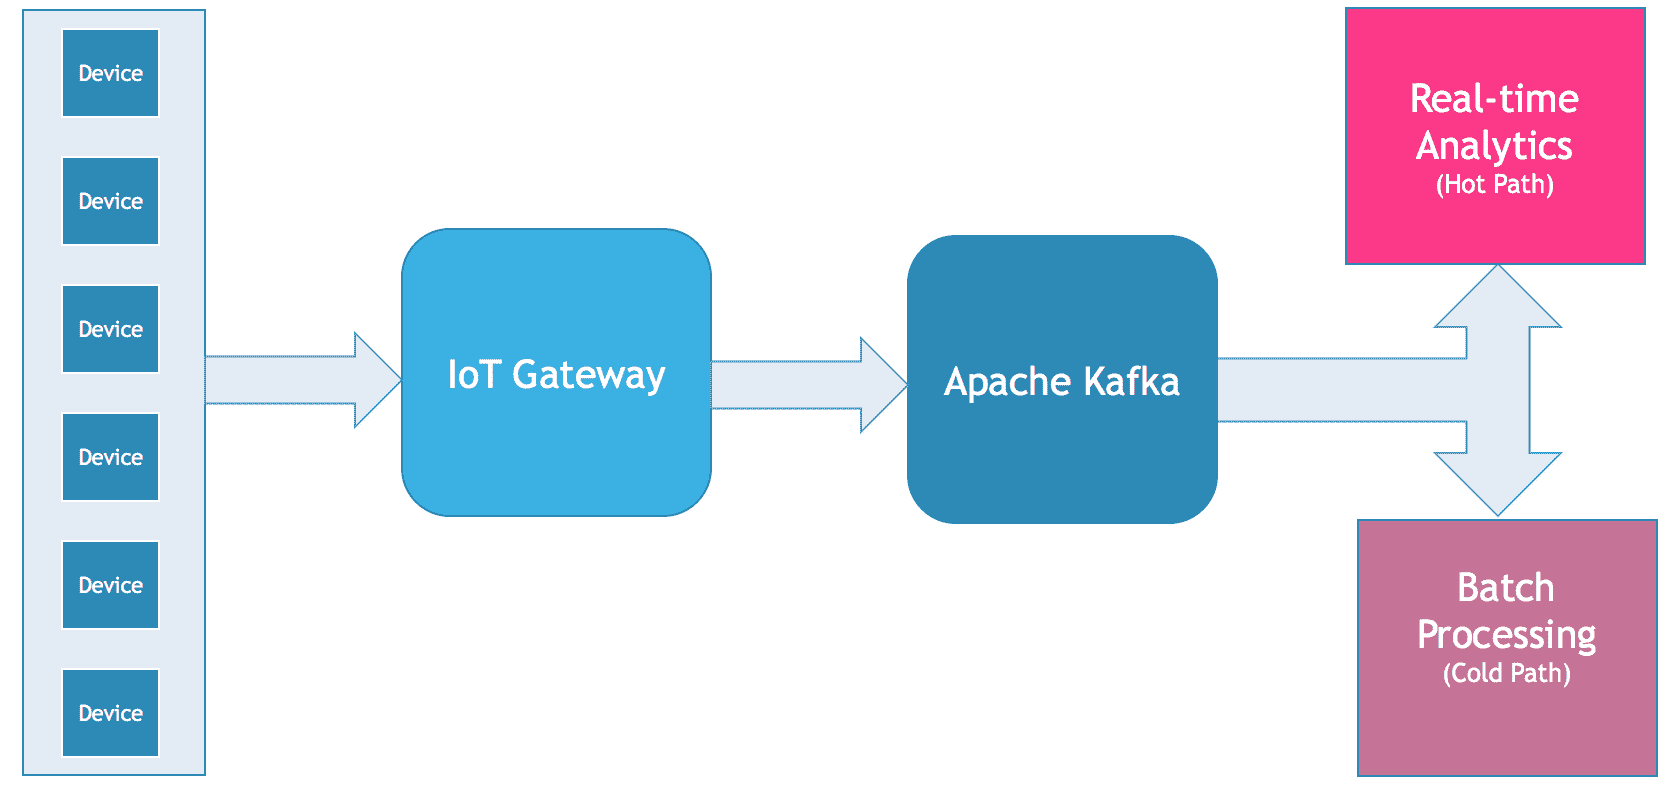 Device
Device
Device
Device
Device
Device
IoT Gateway
Apache Kafka
Real-time
Analytics
(Hot Path)
Batch
Processing
(Cold Path)